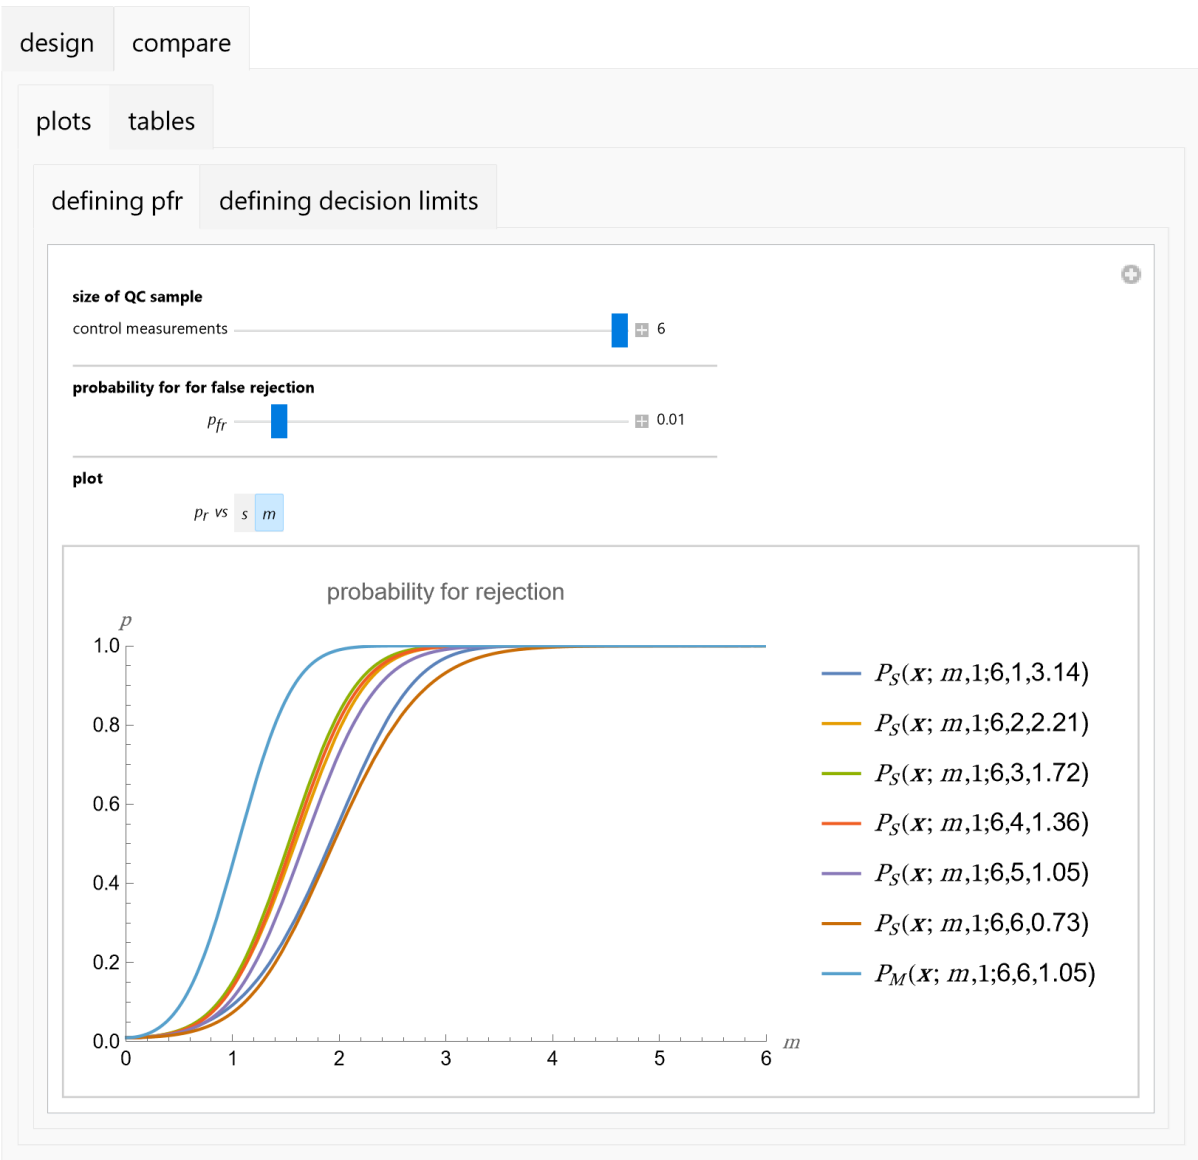 design compare
plots tables
defining pfr defining decision limits
size of QC sample
control measurements 6
probability for for false rejection
pfr 0.01
plot
pr vs s m
probability for rejection
p
1.0
0.8
0.6
0.4
0.2
0.0
0 1 2 3 4 5 6 m
PS(x; m,1;6,1,3.14)
PS(x; m,1;6,2,2.21)
PS(x; m,1;6,3,1.72)
PS(x; m,1;6,4,1.36)
PS(x; m,1;6,5,1.05)
PS(x; m,1;6,6,0.73)
PM(x; m,1;6,6,1.05)